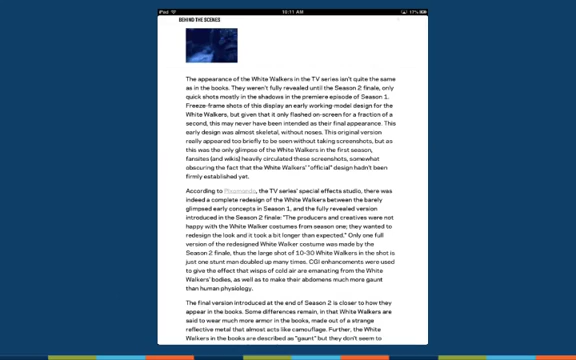 iPad
10:11 AM
17%
BEHIND THE SCENES
The appearance of the White Walkers in the TV series isn't quite the same
as in the books. They weren't fully revealed until the Season 2 finale, only
quick shots mostly in the shadows in the premiere episode of Season 1.
Freeze-frame shots of this display an early working-model design for the
White Walkers, but given that it only flashed on-screen for a fraction of a
second, this may never have been intended as their final appearance. This
early design was almost skeletal, without noses. This original version
really appeared too briefly to be seen without taking screenshots, but as
this was the only glimpse of the White Walkers in the first season,
fansites (and wikis) heavily circulated these screenshots, somewhat
obscuring the fact that the White Walkers' "official" design hadn't been
firmly established yet.
According to Pixomondo, the TV series' special effects studio, there was
indeed a complete redesign of the White Walkers between the barely
glimpsed early concepts in Season 1, and the fully revealed version
introduced in the Season 2 finale: "The producers and creatives were not
happy with the White Walker costumes from season one; they wanted to
redesign the look and it took a bit longer than expected." Only one full
version of the redesigned White Walker costume was made by the
Season 2 finale, thus the large shot of 10-30 White Walkers in the shot is
just one stunt man doubled up many times. CGI enhancements were used
to give the effect that wisps of cold air are emanating from the White
Walkers' bodies, as well as to make their abdomens much more gaunt
than human physiology.
The final version introduced at the end of Season 2 is closer to how they
appear in the books. Some differences remain, in that White Walkers are
said to wear much more armor in the books, made out of a strange
reflective metal that almost acts like camouflage. Further, the White
Walkers in the books are described as "gaunt" but they don't seem to